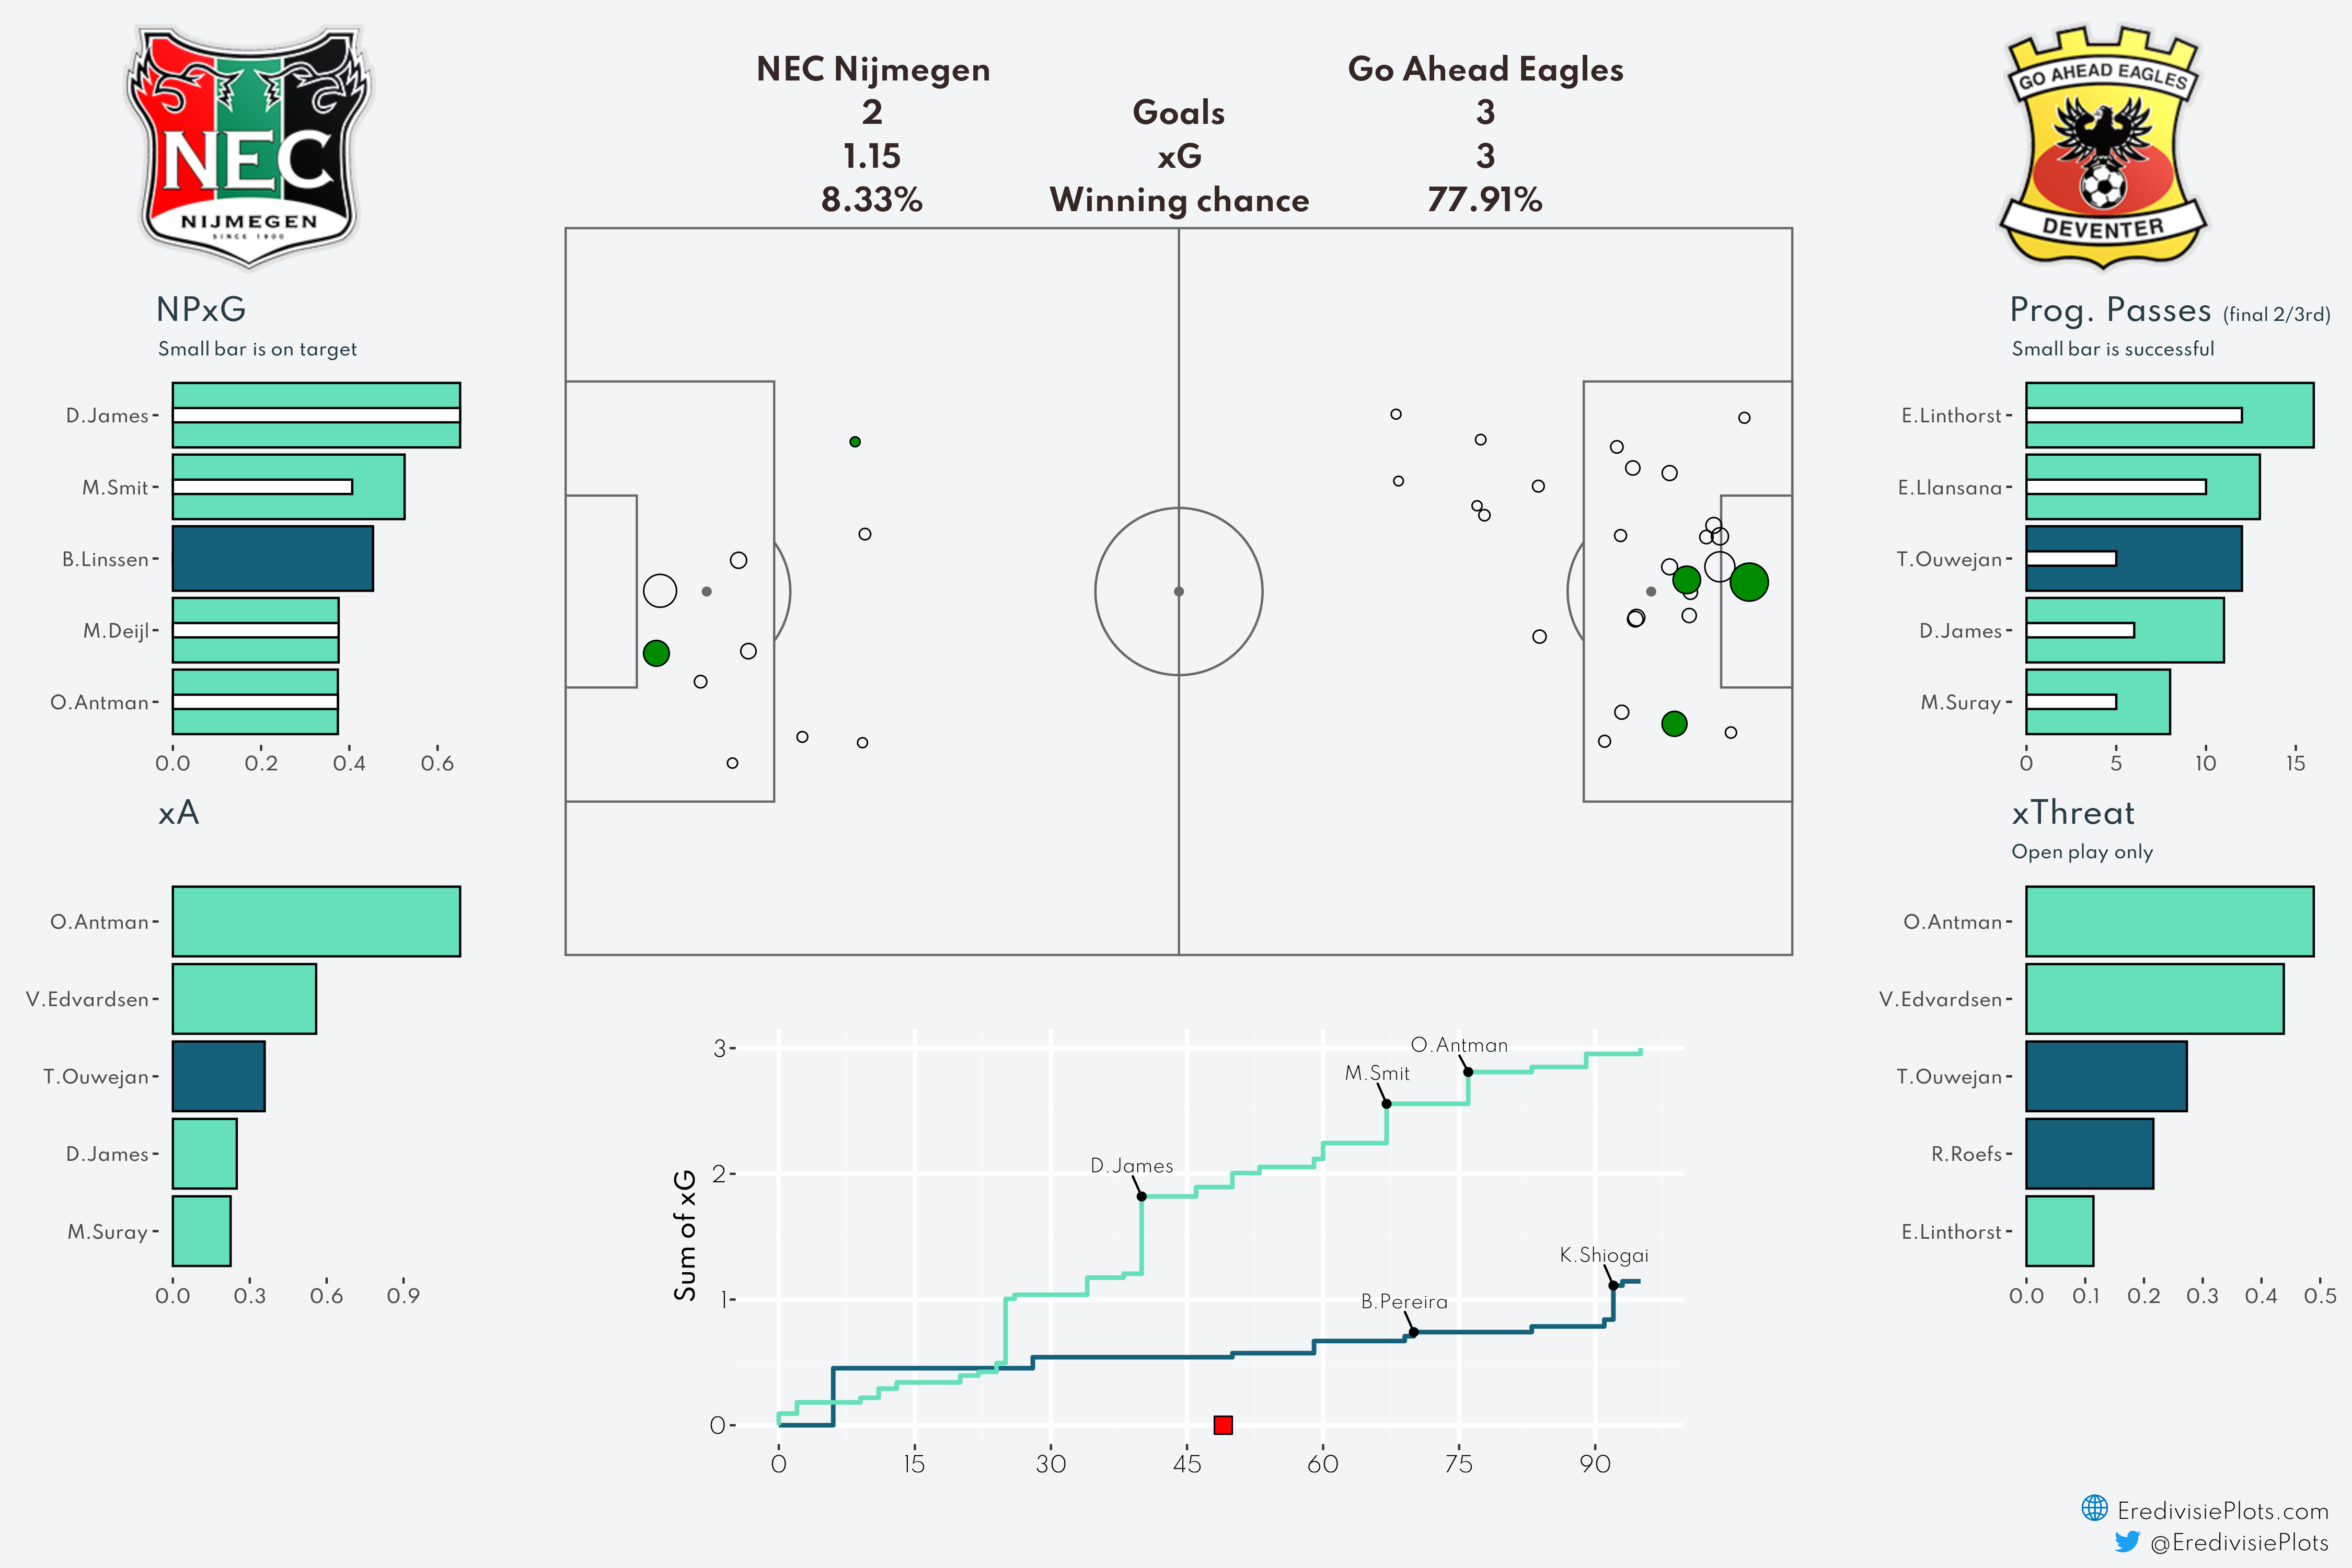 NEC
NIJMEGEN
SINCE 1900
NEC Nijmegen Go Ahead Eagles
2 Goals 3
1.15 xG 3
8.33% Winning chance 77.91%
GO AHEAD EAGLES
DEVENTER
NPxG
Small bar is on target
D.James
M.Smit
B.Linssen
M.Deijl
O.Antman
0.0 0.2 0.4 0.6
xA
O.Antman
V.Edvardsen
T.Ouwejan
D.James
M.Suray
0.0 0.3 0.6 0.9
Sum of xG
3
2
1
0
D.James
M.Smit
O.Antman
B.Pereira
K.Shiogai
0 15 30 45 60 75 90
Prog. Passes (final 2/3rd)
Small bar is successful
E.Linthorst
E.Llansana
T.Ouwejan
D.James
M.Suray
0 5 10 15
xThreat
Open play only
O.Antman
V.Edvardsen
T.Ouwejan
R.Roefs
E.Linthorst
0.0 0.1 0.2 0.3 0.4 0.5
EredivisiePlots.com
@EredivisiePlots